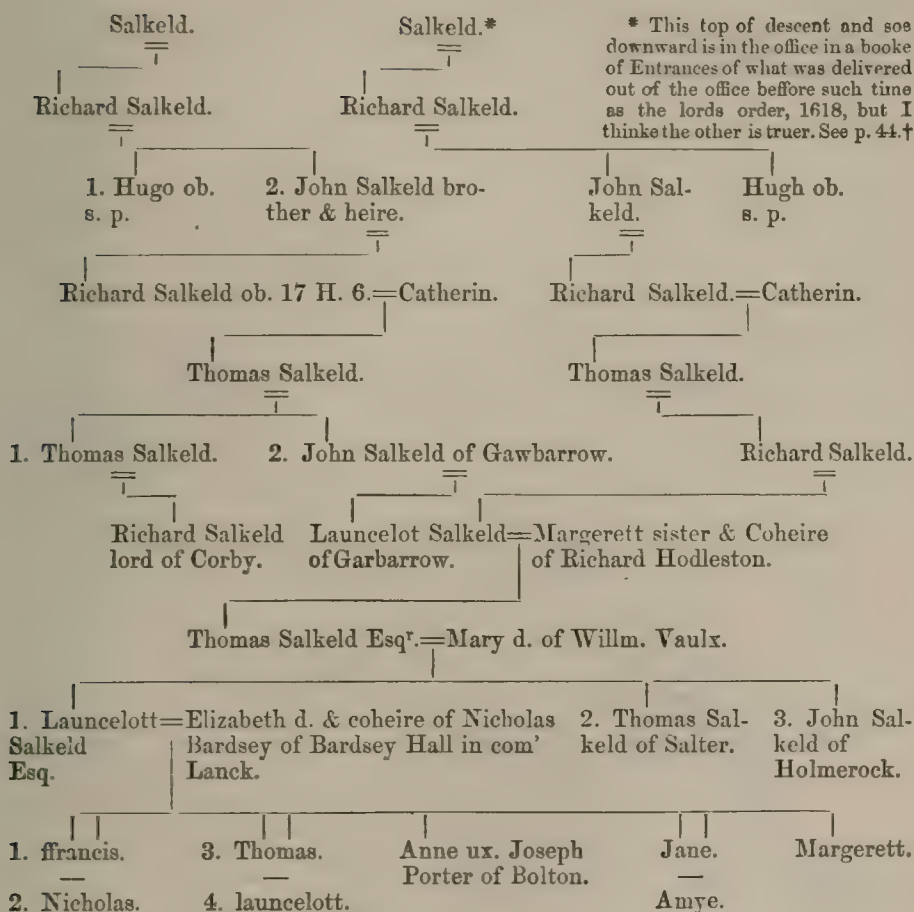 Salkeld.
Salkeld.*
* This top of descent and soe
downward is in the office in a booke
of Entrances of what was delivered
out of the office beffore such time
as the lords order, 1618, but I
thinke the other is truer. See p. 44.†
Richard Salkeld.
Richard Salkeld.
1. Hugo ob.
s. p.
2. John Salkeld bro-
ther & heire.
John Sal-
keld.
Hugh ob.
s. p.
Richard Salkeld ob. 17 H. 6.=Catherin.
Richard Salkeld.=Catherin.
Thomas Salkeld.
Thomas Salkeld.
1. Thomas Salkeld.
2. John Salkeld of Gawbarrow.
Richard Salkeld.
Richard Salkeld
lord of Corby.
Launcelot Salkeld=Margerett sister & Coheire
of Garbarrow.
of Richard Hodleston.
Thomas Salkeld Esqr.=Mary d. of Willm. Vaulx.
1. Launcelott=Elizabeth d. & coheire of Nicholas
Salkeld
Esq.
Bardsey of Bardsey Hall in com'
Lanck.
2. Thomas Sal-
keld of Salter.
3. John Sal-
keld of
Holmerock.
1. ffrancis.
2. Nicholas.
3. Thomas.
4. launcelott.
Anne ux. Joseph
Porter of Bolton.
Jane.
Amye.
Margerett.